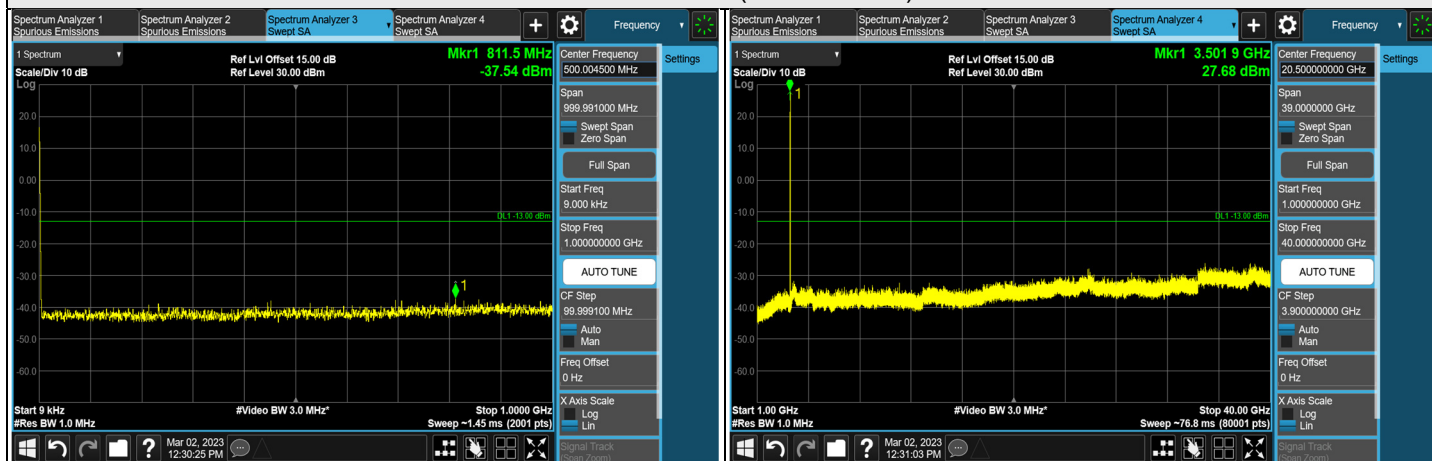 Spectrum Analyzer 1
Spurious Emissions
Spectrum Analyzer 2
Spurious Emissions
Spectrum Analyzer 3
Swept SA
Spectrum Analyzer 4
Swept SA
+
Frequency
1 Spectrum
Scale/Div 10 dB
Log
Ref Lvl Offset 15.00 dB
Ref Level 30.00 dBm
Mkr1 811.5 MHz
-37.54 dBm
20.0
10.0
0.00
-10.0
-20.0
-30.0
-40.0
-50.0
-60.0
DL1 -13.00 dBm
1
Start 9 kHz
#Res BW 1.0 MHz
#Video BW 3.0 MHz*
Stop 1.0000 GHz
Sweep ~1.45 ms (2001 pts)
Center Frequency
500.004500 MHz
Settings
Span
999.991000 MHz
Swept Span
Zero Span
Full Span
Start Freq
9.000 kHz
Stop Freq
1.000000000 GHz
AUTO TUNE
CF Step
99.999100 MHz
Auto
Man
Freq Offset
0 Hz
X Axis Scale
Log
Lin
Signal Track
(Span Zoom)
?
Mar 02, 2023
12:30:25 PM
Spectrum Analyzer 1
Spurious Emissions
Spectrum Analyzer 2
Spurious Emissions
Spectrum Analyzer 3
Swept SA
Spectrum Analyzer 4
Swept SA
+
Frequency
1 Spectrum
Scale/Div 10 dB
Log
Ref Lvl Offset 15.00 dB
Ref Level 30.00 dBm
Mkr1 3.501 9 GHz
27.68 dBm
1
20.0
10.0
0.00
-10.0
-20.0
-30.0
-40.0
-50.0
-60.0
DL1 -13.00 dBm
Start 1.00 GHz
#Res BW 1.0 MHz
#Video BW 3.0 MHz*
Stop 40.00 GHz
Sweep ~76.8 ms (80001 pts)
Center Frequency
20.500000000 GHz
Settings
Span
39.0000000 GHz
Swept Span
Zero Span
Full Span
Start Freq
1.000000000 GHz
Stop Freq
40.000000000 GHz
AUTO TUNE
CF Step
3.900000000 GHz
Auto
Man
Freq Offset
0 Hz
X Axis Scale
Log
Lin
Signal Track
(Span Zoom)
?
Mar 02, 2023
12:31:03 PM